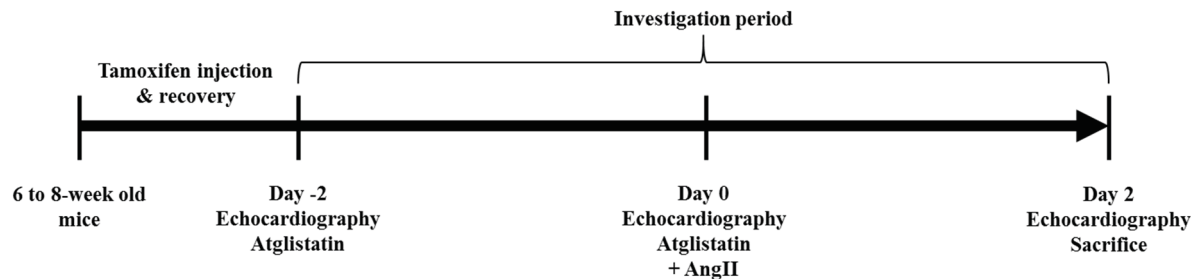 Investigation period
Tamoxifen injection
& recovery
6 to 8-week old
mice
Day -2
Echocardiography
Atglistatin
Day 0
Echocardiography
Atglistatin
+ AngII
Day 2
Echocardiography
Sacrifice